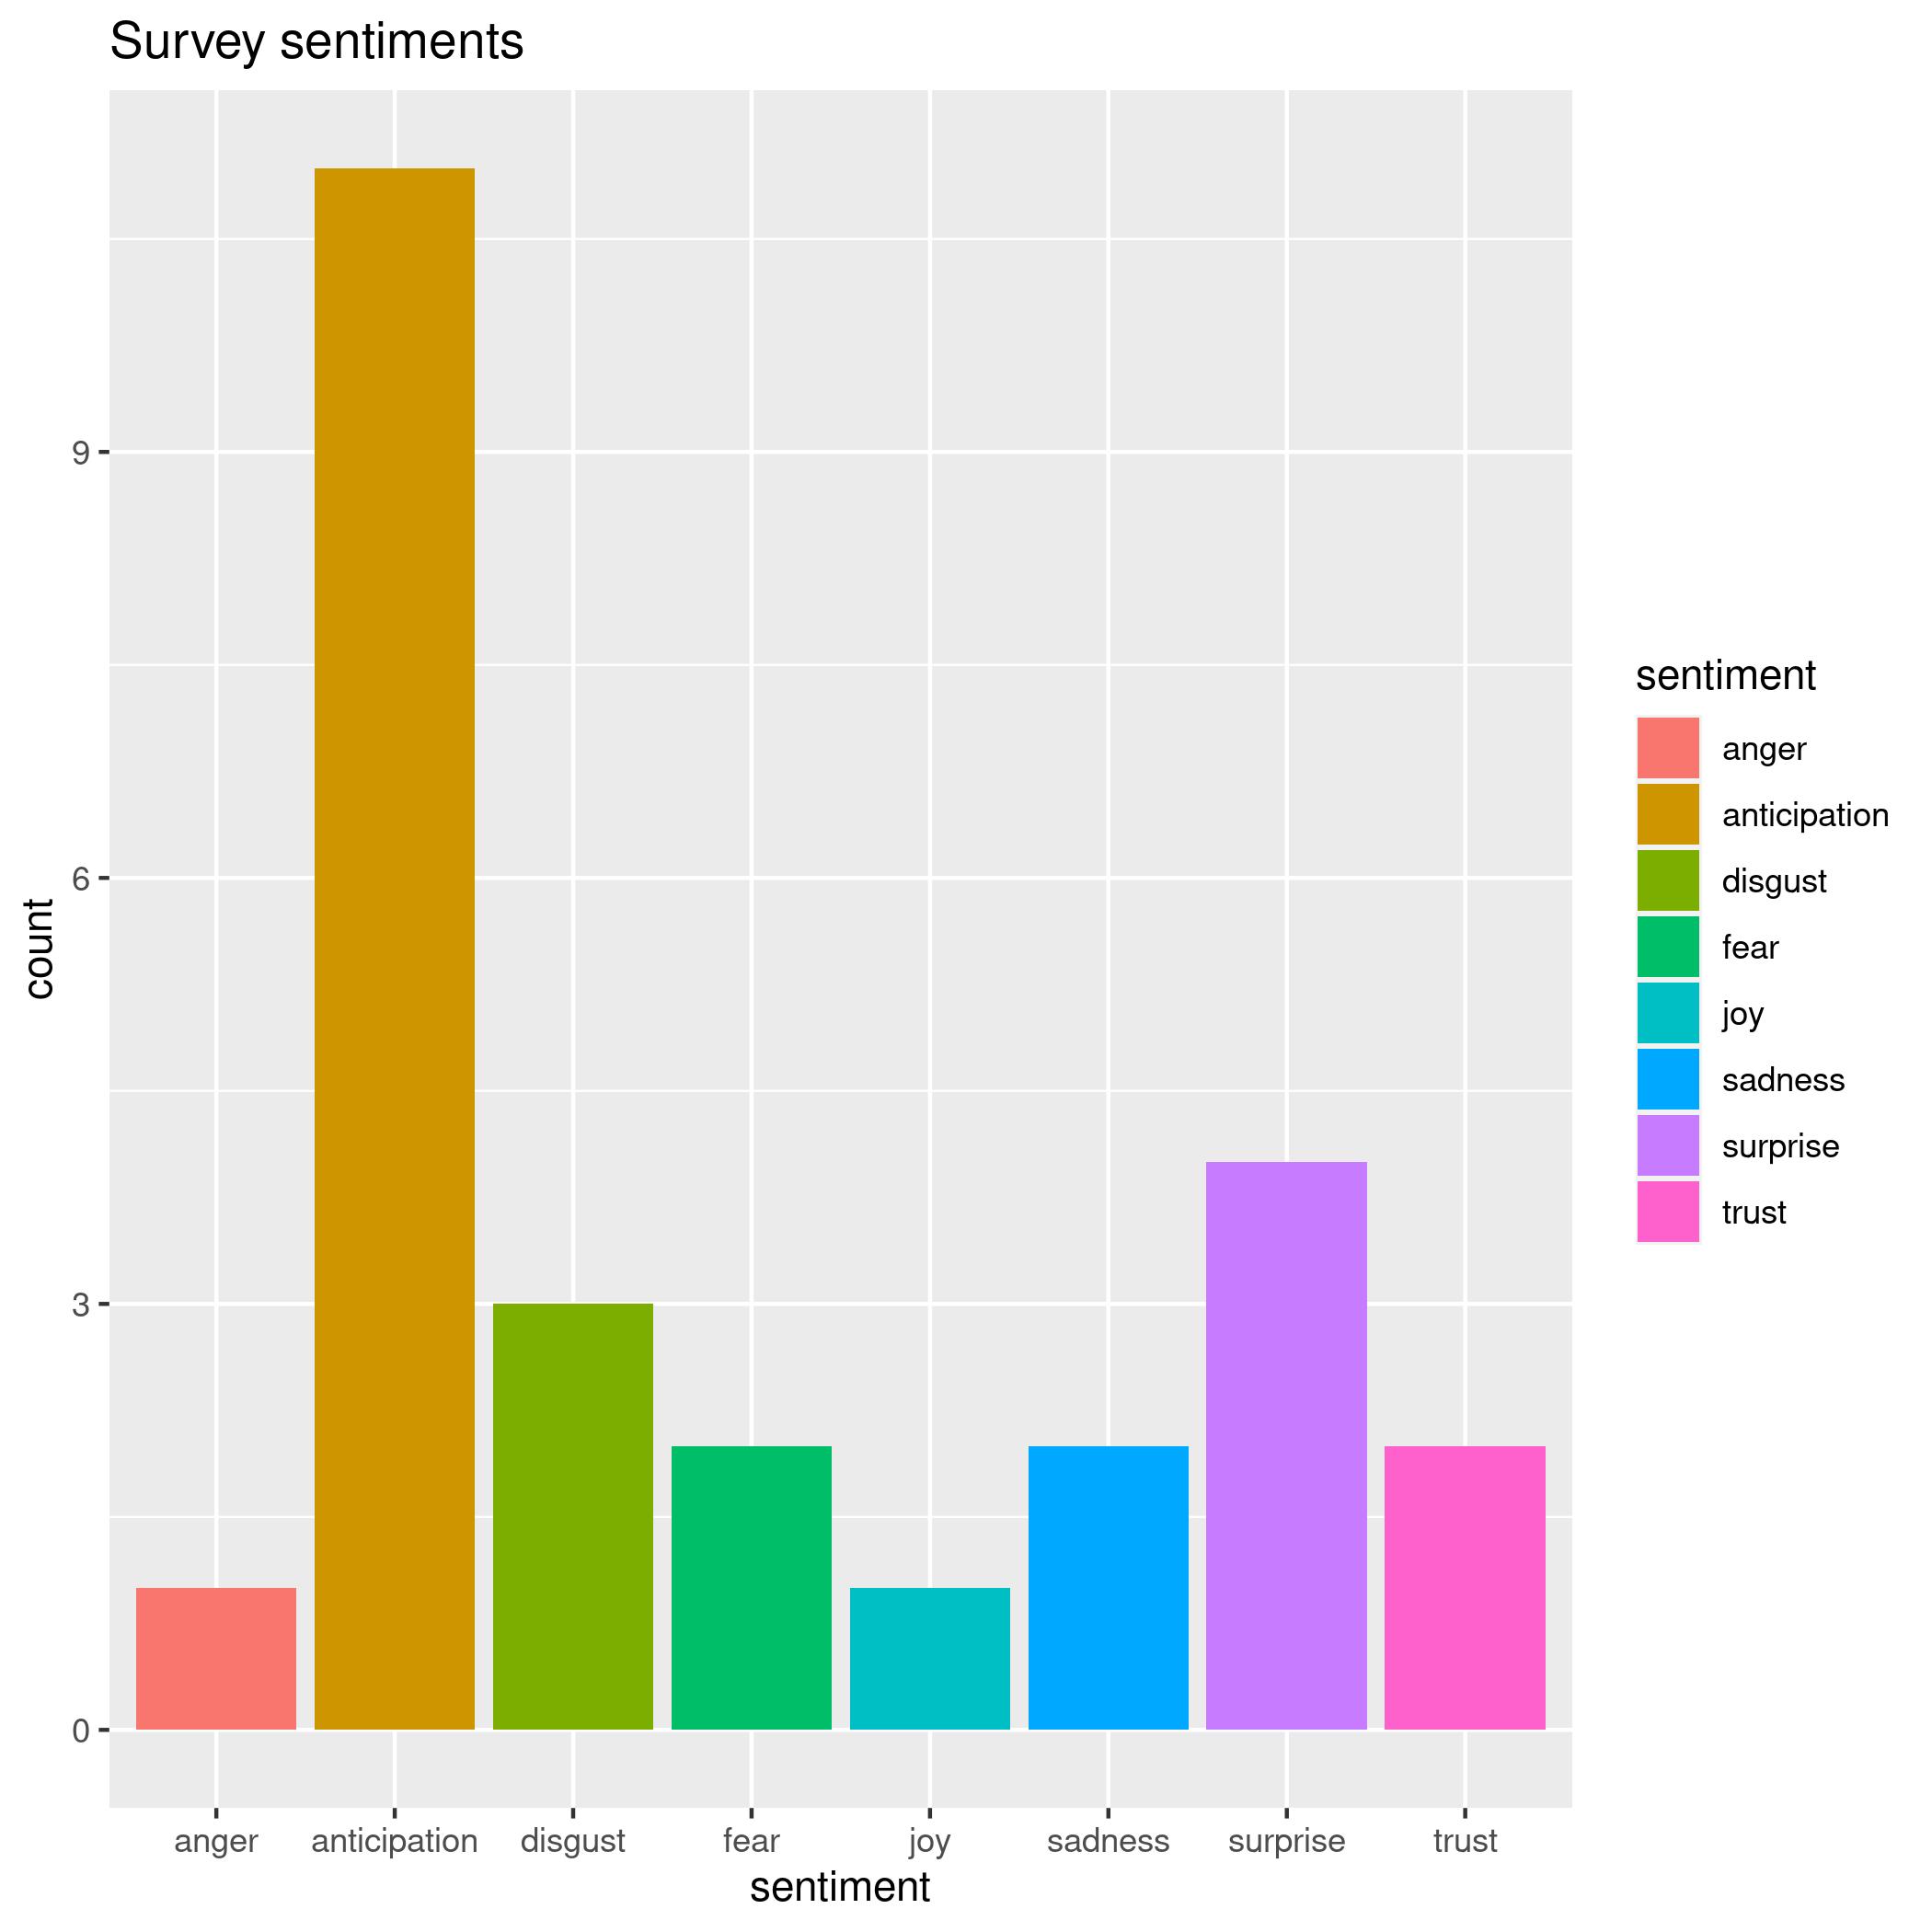 Survey sentiments
count
9
6
3
0
anger anticipation disgust fear joy sadness surprise trust
sentiment
sentiment
anger
anticipation
disgust
fear
joy
sadness
surprise
trust